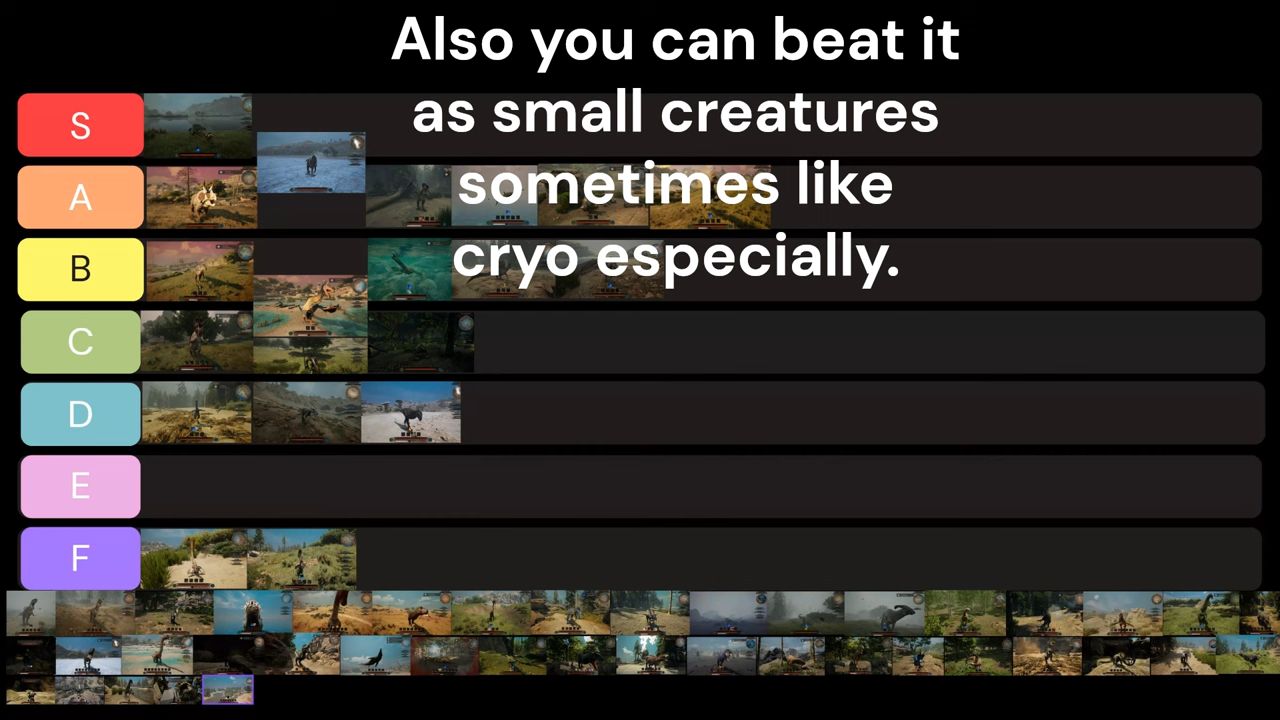 Also you can beat it
as small creatures
sometimes like
cryo especially.
S
A
B
C
D
E
F